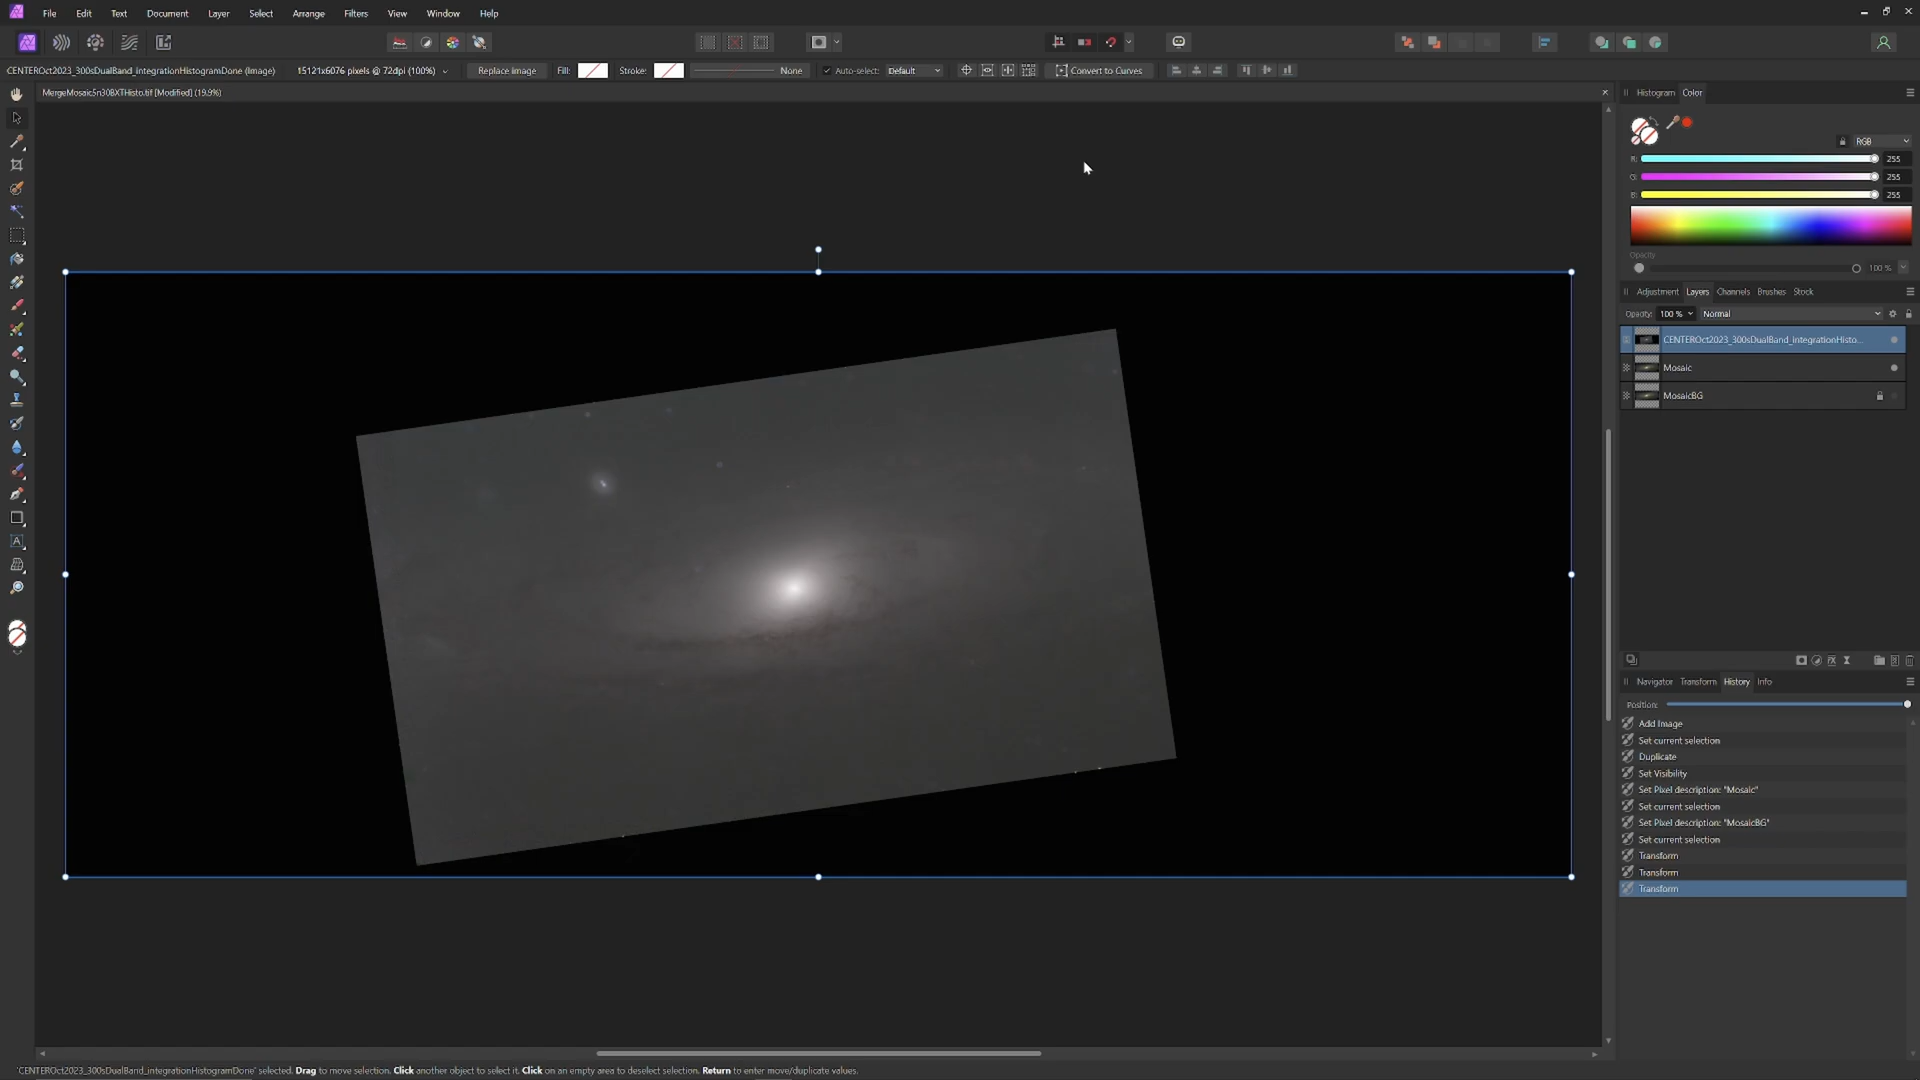 File Edit Text Document Layer Select Arrange Filters View Window Help
CENTEROct2023_300sDualBand_integrationHistogramDone (Image) 15121x6076 pixels @ 72dpi (100%) Replace image Fill: Stroke: None Auto-select: Default Convert to Curves
MergeMosaic5n30BXTHisto.tif [Modified] (19.9%)
Histogram Color
RGB
R: 255
G: 255
B: 255
Opacity
100 %
Adjustment Layers Channels Brushes Stock
Opacity: 100 % Normal
CENTEROct2023_300sDualBand_integrationHisto...
Mosaic
MosaicBG
Navigator Transform History Info
Position:
Add Image
Set current selection
Duplicate
Set Visibility
Set Pixel description: "Mosaic"
Set current selection
Set Pixel description: "MosaicBG"
Set current selection
Transform
Transform
Transform
'CENTEROct2023_300sDualBand_integrationHistogramDone' selected. Drag to move selection. Click another object to select it. Click on an empty area to deselect selection. Return to enter move/duplicate values.